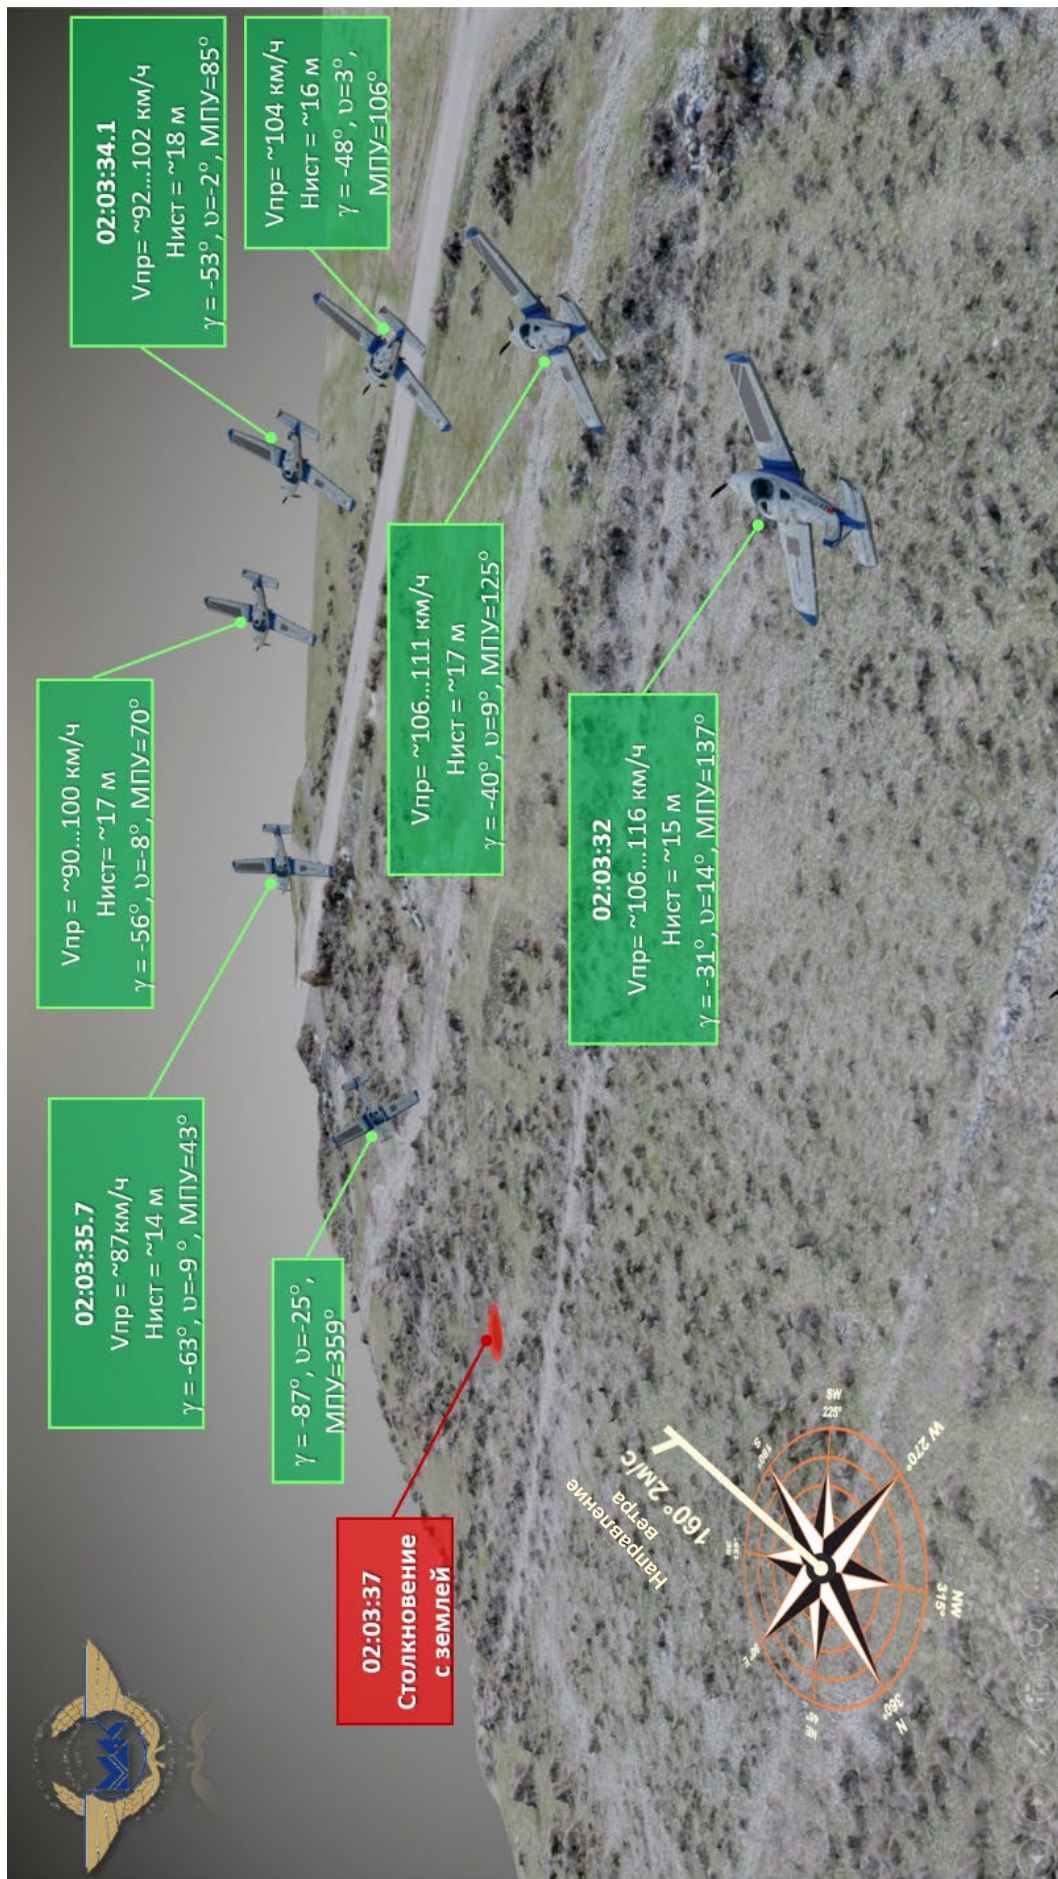 02:03:35.7
Vпр = ~87км/ч
Нист = ~14 м
γ = -63°, υ=-9 °, МПУ=43°
Vпр = ~90...100 км/ч
Нист= ~17 м
γ = -56°, υ=-8°, МПУ=70°
02:03:34.1
Vпр= ~92...102 км/ч
Нист = ~18 м
γ = -53°, υ=-2°, МПУ=85°
Vпр= ~104 км/ч
Нист = ~16 м
γ = -48°, υ=3°,
МПУ=106°
γ = -87°, υ=-25°,
МПУ=359°
02:03:37
Столкновение
с землей
Vпр= ~106...111 км/ч
Нист = ~17 м
γ = -40°, υ=9°, МПУ=125°
02:03:32
Vпр= ~106...116 км/ч
Нист = ~15 м
γ = -31°, υ=14°, МПУ=137°
Направление
ветра
160° 2м/с
SE
135°
S
180°
SW
225°
90° E
W 270°
N
360°
NW
315°